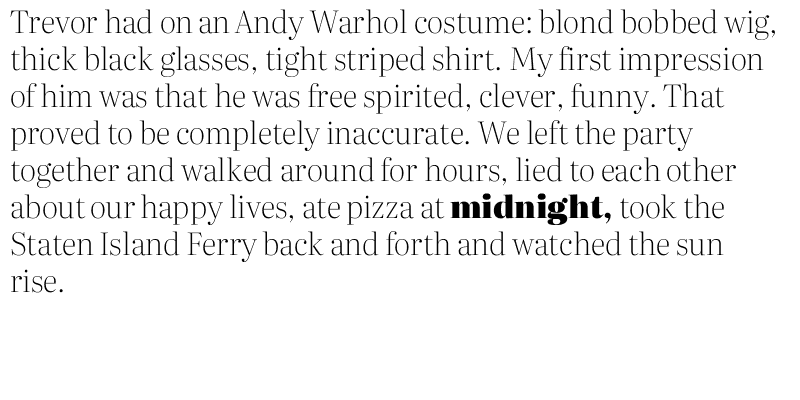 Trevor had on an Andy Warhol costume: blond bobbed wig,
thick black glasses, tight striped shirt. My first impression
of him was that he was free spirited, clever, funny. That
proved to be completely inaccurate. We left the party
together and walked around for hours, lied to each other
about our happy lives, ate pizza at midnight, took the
Staten Island Ferry back and forth and watched the sun
rise.